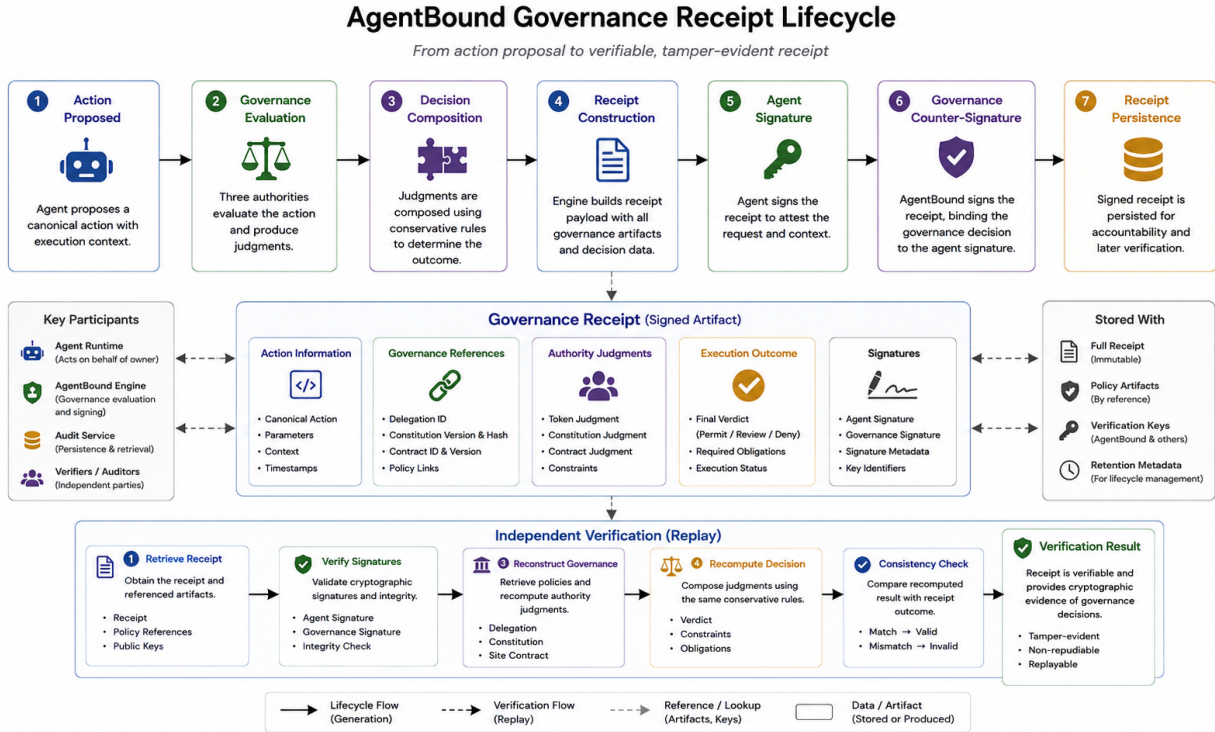 AgentBound Governance Receipt Lifecycle
From action proposal to verifiable, tamper-evident receipt
1 Action
Proposed
Agent proposes a
canonical action with
execution context.
2 Governance
Evaluation
Three authorities
evaluate the action
and produce
judgments.
3 Decision
Composition
Judgments are
composed using
conservative rules
to determine the
outcome.
4 Receipt
Construction
Engine builds receipt
payload with all
governance artifacts
and decision data.
5 Agent
Signature
Agent signs the
receipt to attest the
request and context.
6 Governance
Counter-Signature
AgentBound signs the
receipt, binding the
governance decision
to the agent signature.
7 Receipt
Persistence
Signed receipt is
persisted for
accountability and
later verification.
Key Participants
Agent Runtime
(Acts on behalf of owner)
AgentBound Engine
(Governance evaluation
and signing)
Audit Service
(Persistence & retrieval)
Verifiers / Auditors
(Independent parties)
Governance Receipt (Signed Artifact)
Action Information
</>
• Canonical Action
• Parameters
• Context
• Timestamps
Governance References
• Delegation ID
• Constitution Version & Hash
• Contract ID & Version
• Policy Links
Authority Judgments
• Token Judgment
• Constitution Judgment
• Contract Judgment
• Constraints
Execution Outcome
• Final Verdict
(Permit / Review / Deny)
• Required Obligations
• Execution Status
Signatures
• Agent Signature
• Governance Signature
• Signature Metadata
• Key Identifiers
Stored With
Full Receipt
(Immutable)
Policy Artifacts
(By reference)
Verification Keys
(AgentBound & others)
Retention Metadata
(For lifecycle management)
Independent Verification (Replay)
1 Retrieve Receipt
Obtain the receipt and
referenced artifacts.
• Receipt
• Policy References
• Public Keys
Verify Signatures
Validate cryptographic
signatures and integrity.
• Agent Signature
• Governance Signature
• Integrity Check
3 Reconstruct Governance
Retrieve policies and
recompute authority
judgments.
• Delegation
• Constitution
• Site Contract
4 Recompute Decision
Compose judgments using
the same conservative rules.
• Verdict
• Constraints
• Obligations
Consistency Check
Compare recomputed
result with receipt
outcome.
• Match → Valid
• Mismatch → Invalid
Verification Result
Receipt is verifiable and
provides cryptographic
evidence of governance
decisions.
• Tamper-evident
• Non-repudiable
• Replayable
Lifecycle Flow
(Generation)
Verification Flow
(Replay)
Reference / Lookup
(Artifacts, Keys)
Data / Artifact
(Stored or Produced)